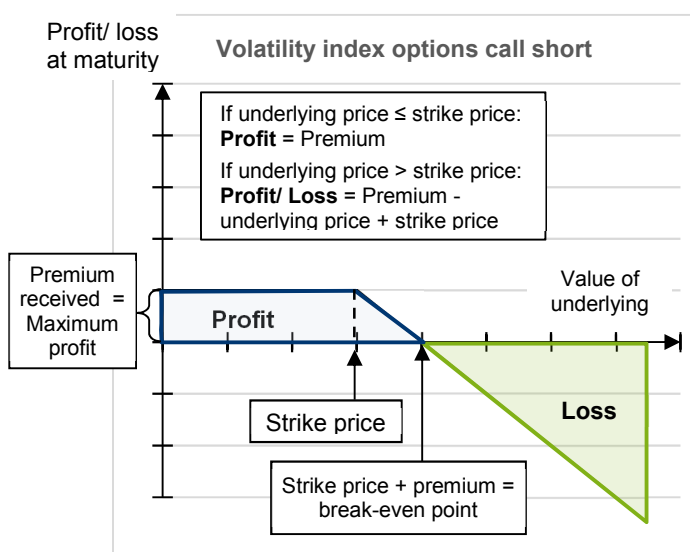 Profit/ loss
at maturity
Volatility index options call short
If underlying price ≤ strike price:
Profit = Premium
If underlying price > strike price:
Profit/ Loss = Premium -
underlying price + strike price
Premium
received =
Maximum
profit
Value of
underlying
Profit
Loss
Strike price
Strike price + premium =
break-even point